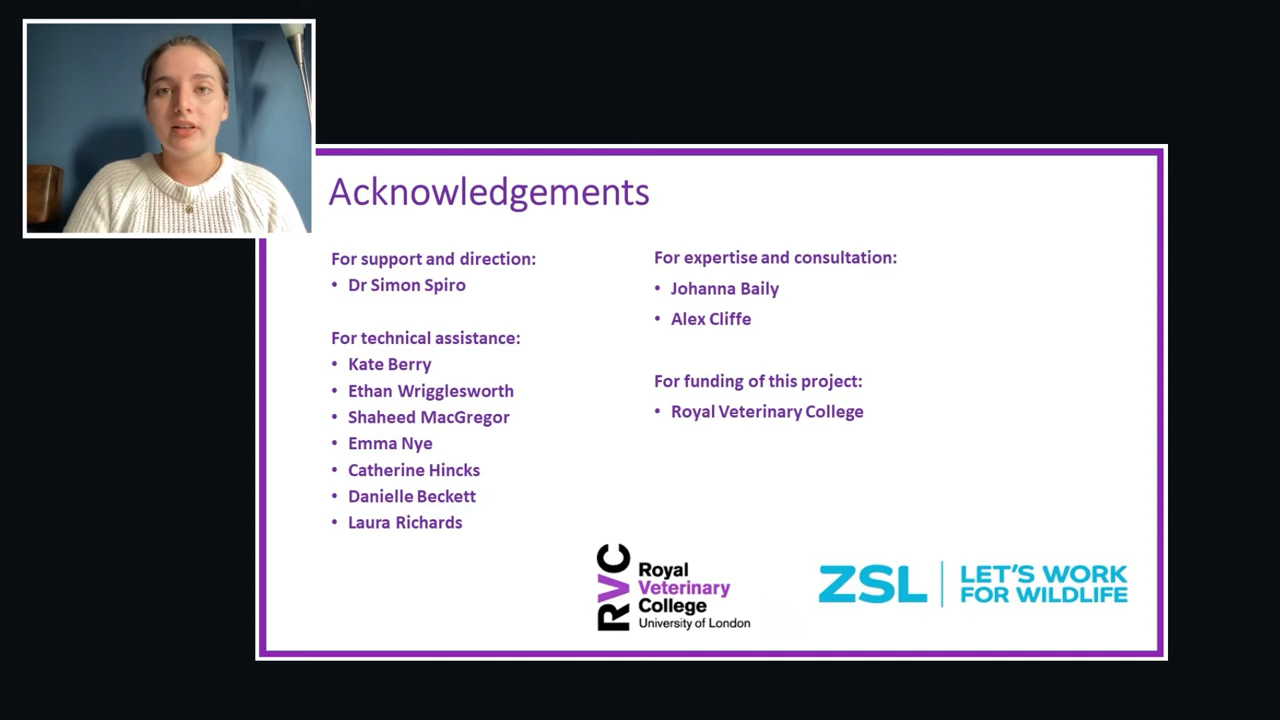 Acknowledgements
For support and direction:
• Dr Simon Spiro
For technical assistance:
• Kate Berry
• Ethan Wrigglesworth
• Shaheed MacGregor
• Emma Nye
• Catherine Hincks
• Danielle Beckett
• Laura Richards
For expertise and consultation:
• Johanna Baily
• Alex Cliffe
For funding of this project:
• Royal Veterinary College
RVC
Royal
Veterinary
College
University of London
ZSL
LET'S WORK
FOR WILDLIFE